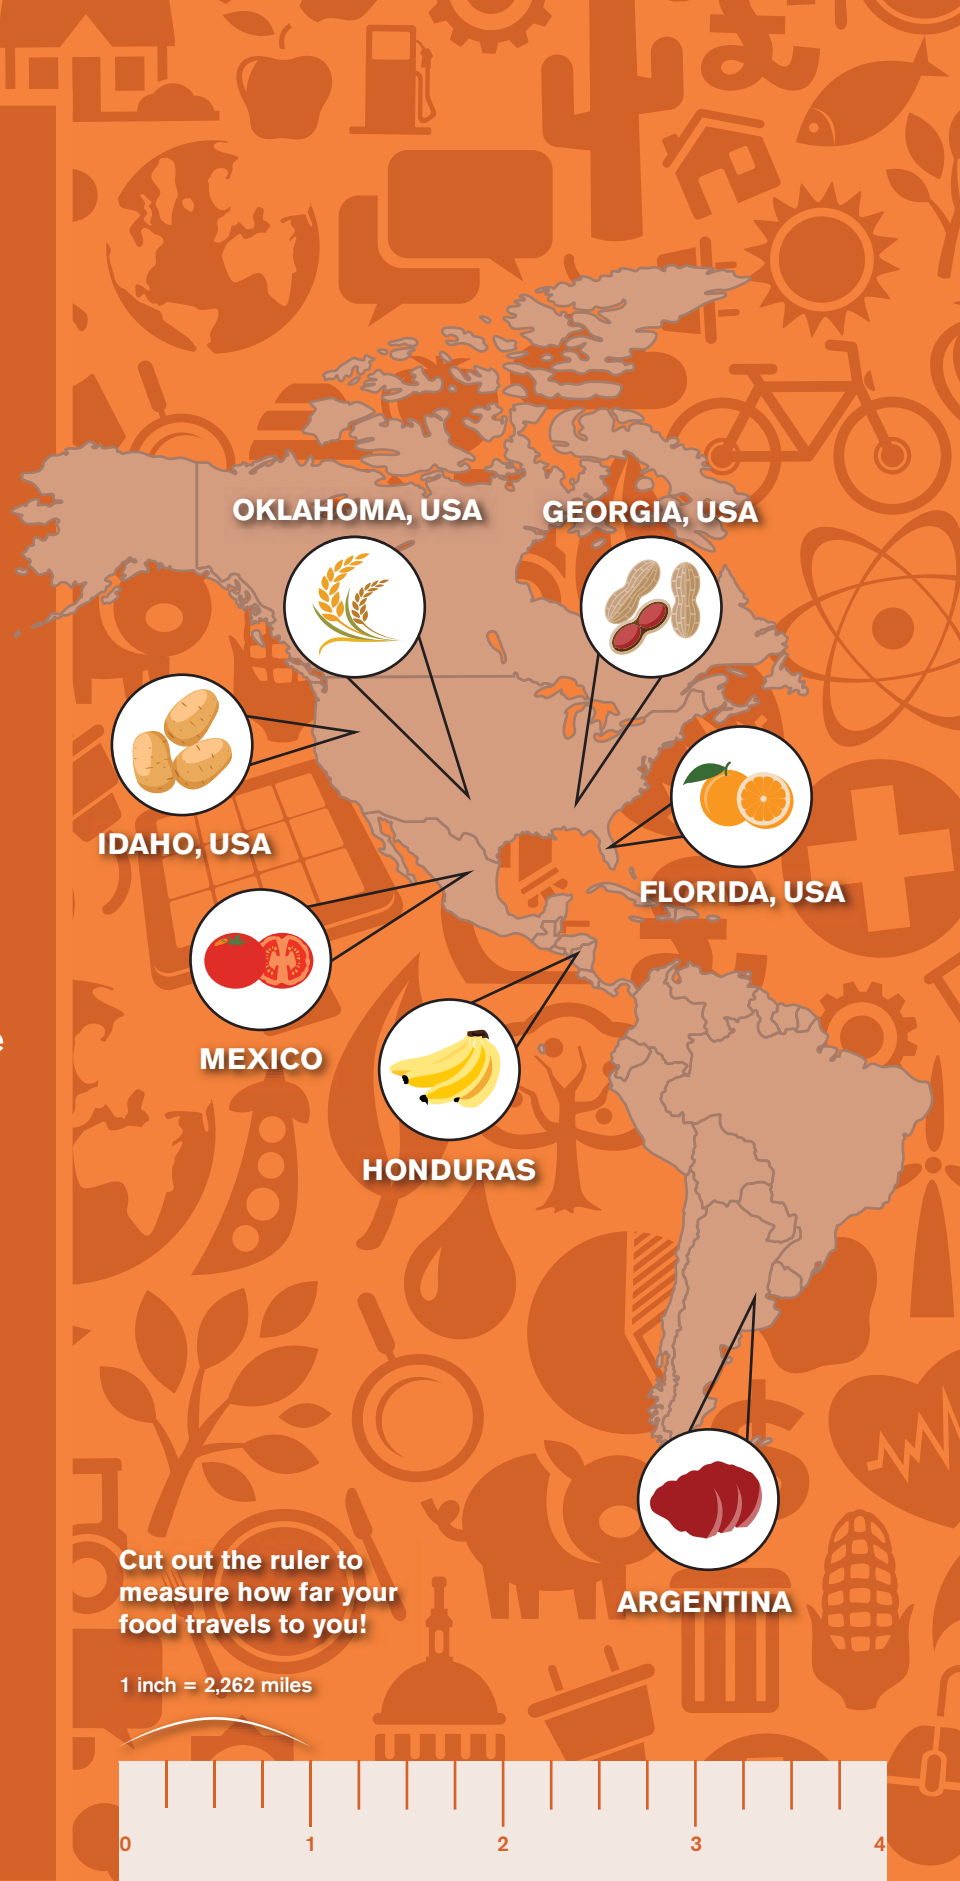 OKLAHOMA, USA
GEORGIA, USA
IDAHO, USA
FLORIDA, USA
MEXICO
HONDURAS
ARGENTINA
Cut out the ruler to
measure how far your
food travels to you!
1 inch = 2,262 miles
0 1 2 3 4